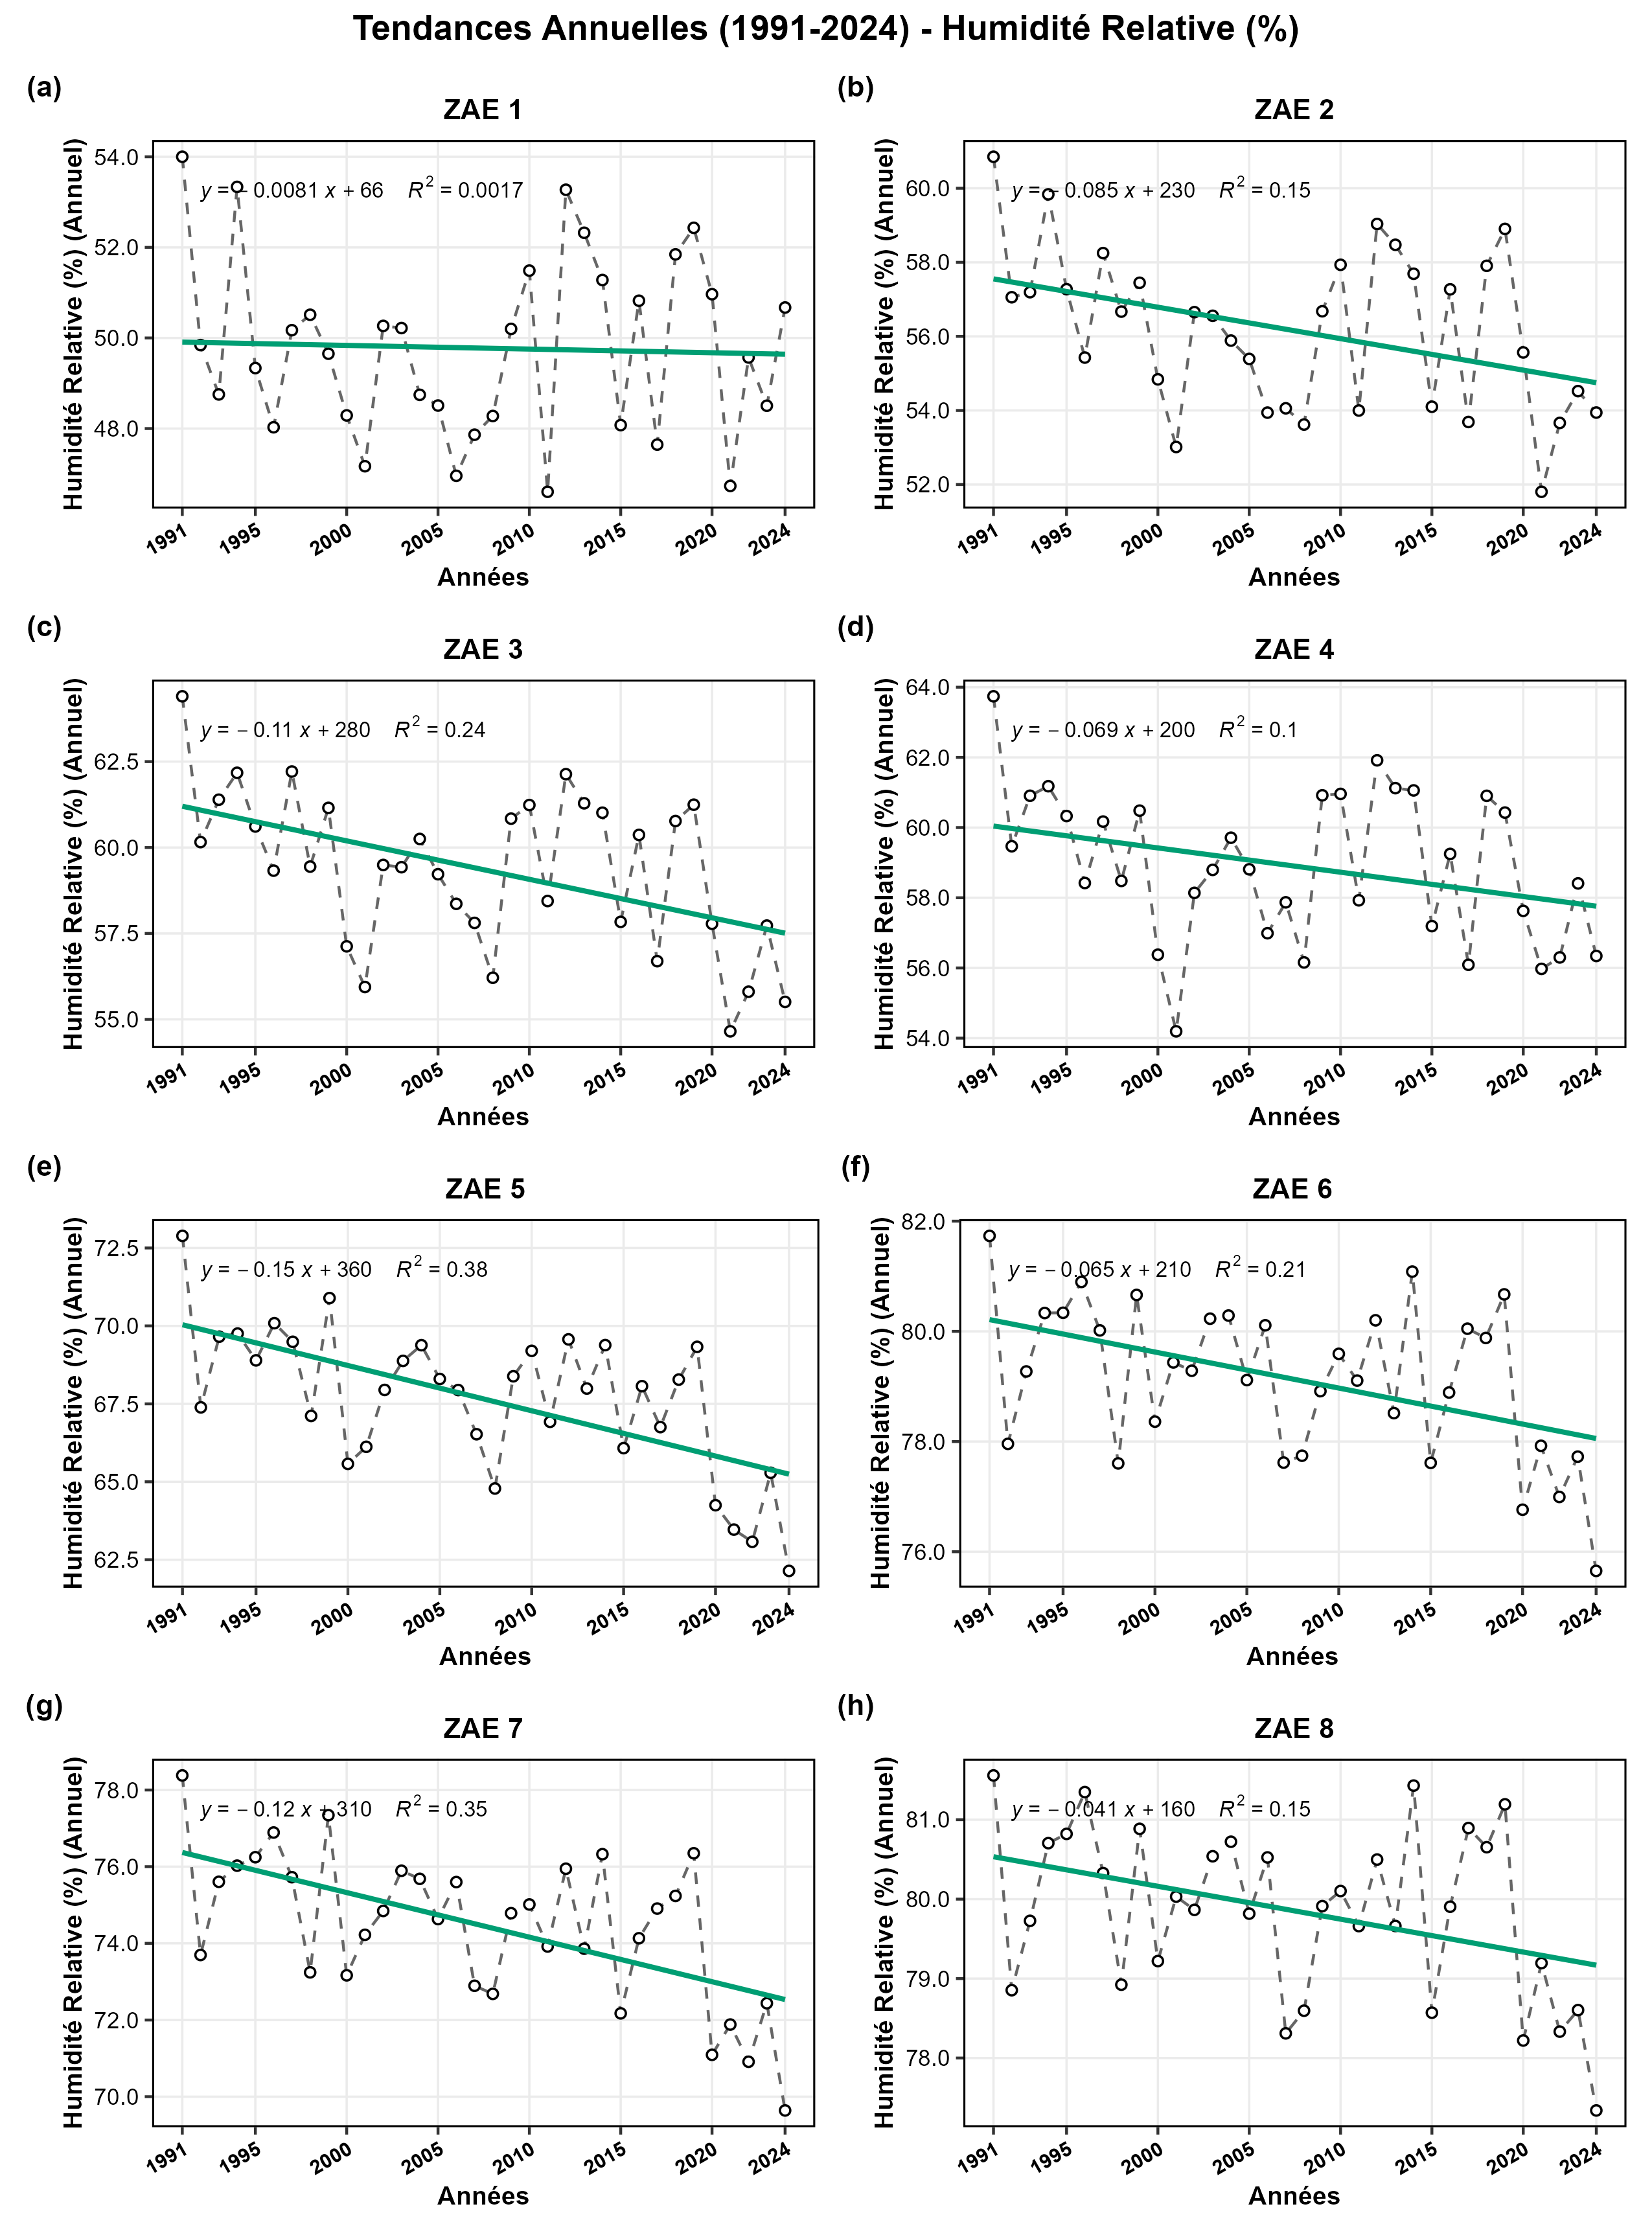 Tendances Annuelles (1991-2024) - Humidité Relative (%)
(a)
ZAE 1
Humidité Relative (%) (Annuel)
54.0
52.0
50.0
48.0
y = − 0.0081 x + 66 R² = 0.0017
1991 1995 2000 2005 2010 2015 2020 2024
Années
(b)
ZAE 2
Humidité Relative (%) (Annuel)
60.0
58.0
56.0
54.0
52.0
y = − 0.085 x + 230 R² = 0.15
1991 1995 2000 2005 2010 2015 2020 2024
Années
(c)
ZAE 3
Humidité Relative (%) (Annuel)
62.5
60.0
57.5
55.0
y = − 0.11 x + 280 R² = 0.24
1991 1995 2000 2005 2010 2015 2020 2024
Années
(d)
ZAE 4
Humidité Relative (%) (Annuel)
64.0
62.0
60.0
58.0
56.0
54.0
y = − 0.069 x + 200 R² = 0.1
1991 1995 2000 2005 2010 2015 2020 2024
Années
(e)
ZAE 5
Humidité Relative (%) (Annuel)
72.5
70.0
67.5
65.0
62.5
y = − 0.15 x + 360 R² = 0.38
1991 1995 2000 2005 2010 2015 2020 2024
Années
(f)
ZAE 6
Humidité Relative (%) (Annuel)
82.0
80.0
78.0
76.0
y = − 0.065 x + 210 R² = 0.21
1991 1995 2000 2005 2010 2015 2020 2024
Années
(g)
ZAE 7
Humidité Relative (%) (Annuel)
78.0
76.0
74.0
72.0
70.0
y = − 0.12 x + 310 R² = 0.35
1991 1995 2000 2005 2010 2015 2020 2024
Années
(h)
ZAE 8
Humidité Relative (%) (Annuel)
81.0
80.0
79.0
78.0
y = − 0.041 x + 160 R² = 0.15
1991 1995 2000 2005 2010 2015 2020 2024
Années